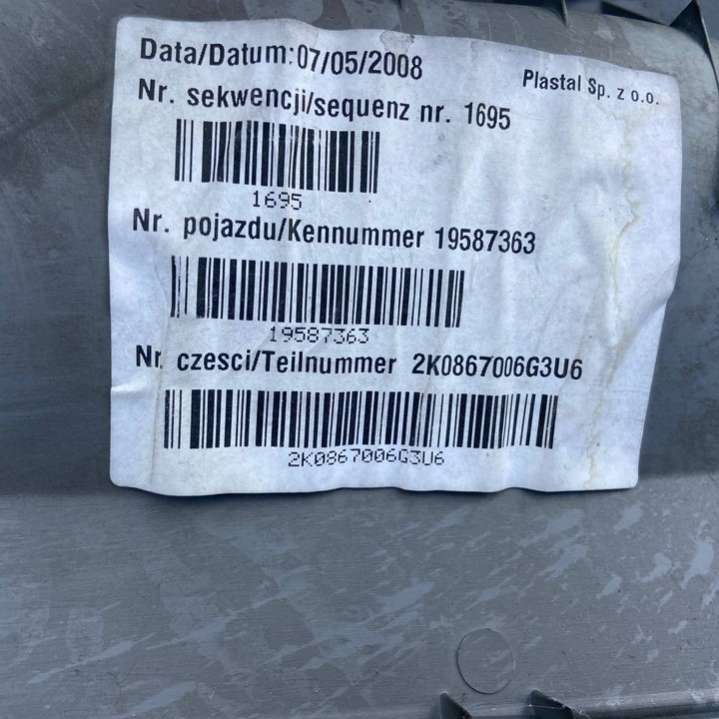 Data/Datum:07/05/2008
Plastal Sp. z o.o.
Nr. sekwencji/sequenz nr. 1695
1695
Nr. pojazdu/Kennummer 19587363
19587363
Nr. czesci/Teilnummer 2K0867006G3U6
2K0867006G3U6